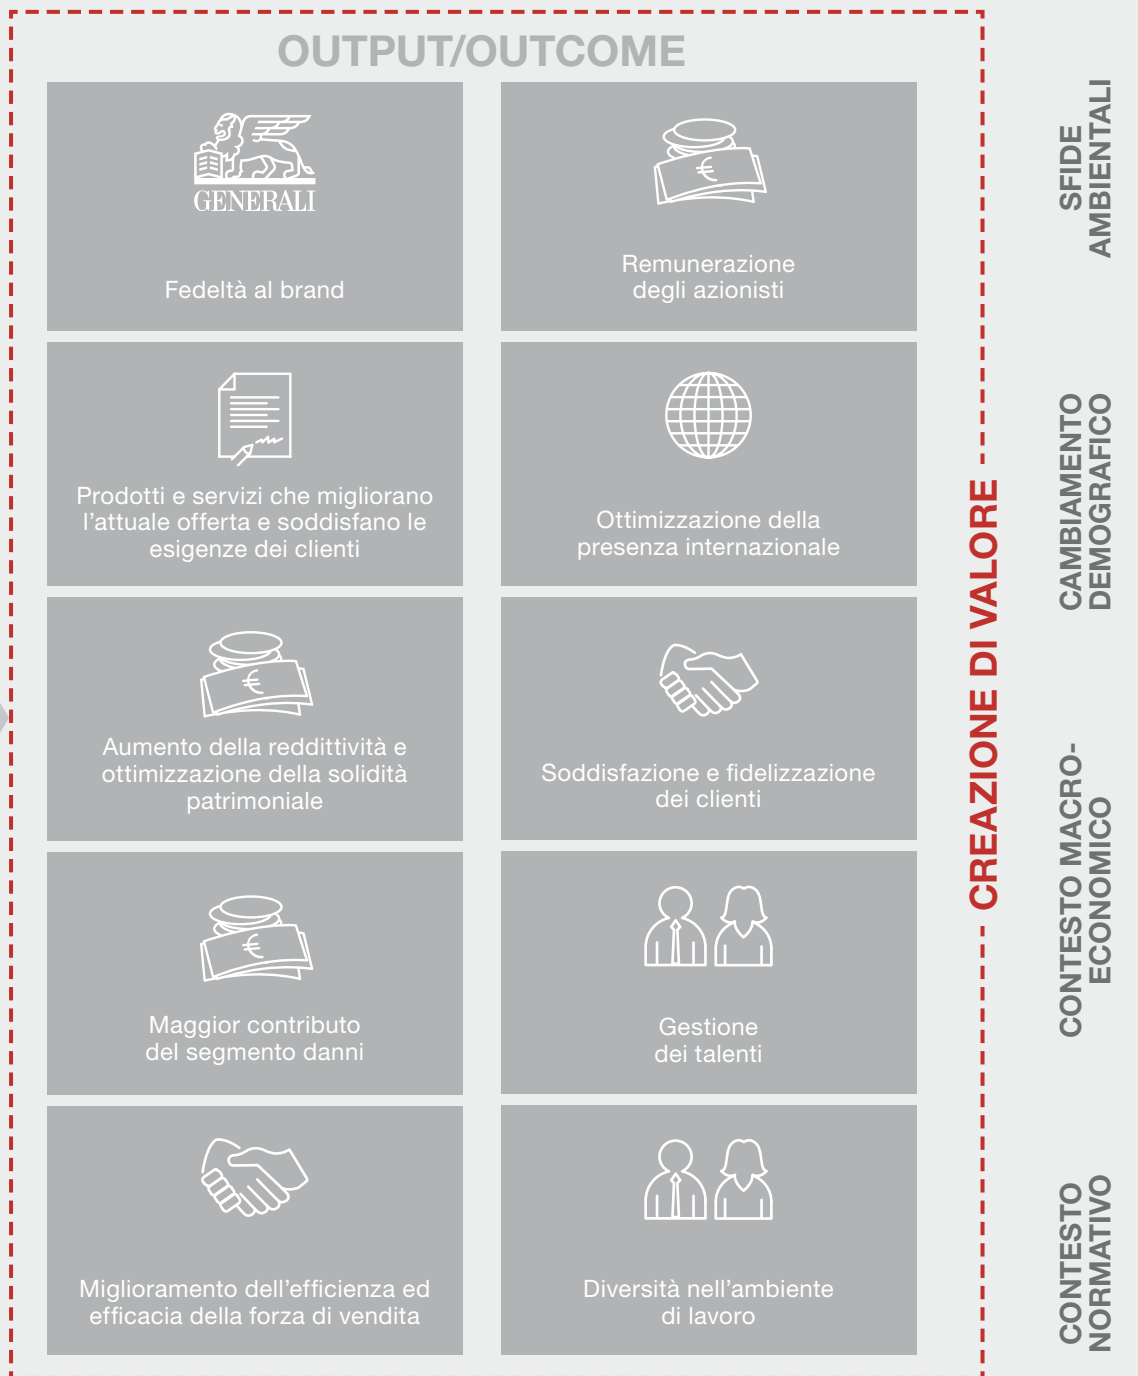 OUTPUT/OUTCOME
GENERALI
Fedeltà al brand
Remunerazione
degli azionisti
Prodotti e servizi che migliorano
l'attuale offerta e soddisfano le
esigenze dei clienti
Ottimizzazione della
presenza internazionale
€
Aumento della reddittività e
ottimizzazione della solidità
patrimoniale
Soddisfazione e fidelizzazione
dei clienti
€
Maggior contributo
del segmento danni
Gestione
dei talenti
Miglioramento dell'efficienza ed
efficacia della forza di vendita
Diversità nell'ambiente
di lavoro
€
CREAZIONE DI VALORE
SFIDE
AMBIENTALI
CAMBIAMENTO
DEMOGRAFICO
CONTESTO MACRO-
ECONOMICO
CONTESTO
NORMATIVO